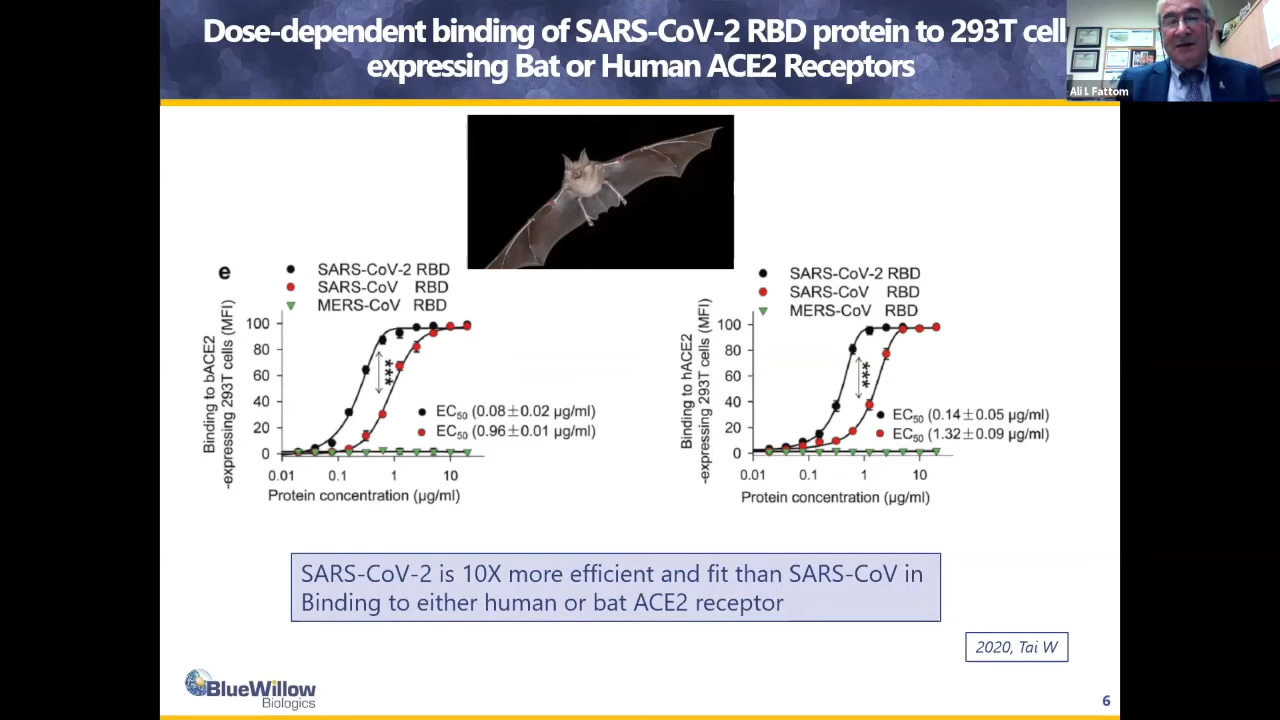 Dose-dependent binding of SARS-CoV-2 RBD protein to 293T cell
expressing Bat or Human ACE2 Receptors
Ali L Fattom
e
SARS-CoV-2 RBD
SARS-CoV RBD
MERS-CoV RBD
Binding to bACE2
-expressing 293T cells (MFI)
100
80
60
40
20
0
***
EC50 (0.08±0.02 µg/ml)
EC50 (0.96±0.01 µg/ml)
0.01 0.1 1 10
Protein concentration (µg/ml)
SARS-CoV-2 RBD
SARS-CoV RBD
MERS-CoV RBD
Binding to hACE2
-expressing 293T cells (MFI)
100
80
60
40
20
0
***
EC50 (0.14±0.05 µg/ml)
EC50 (1.32±0.09 µg/ml)
0.01 0.1 1 10
Protein concentration (µg/ml)
SARS-CoV-2 is 10X more efficient and fit than SARS-CoV in
Binding to either human or bat ACE2 receptor
2020, Tai W
BlueWillow
Biologics
6